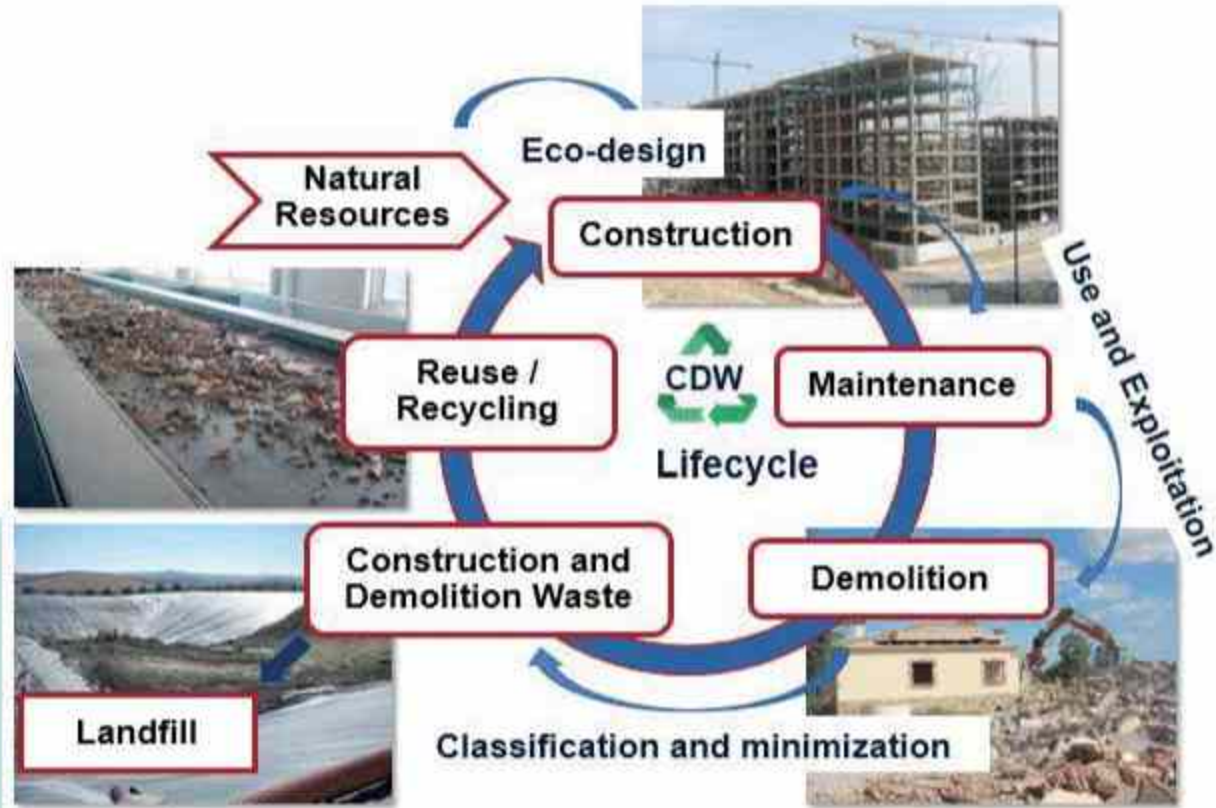 Eco-design
Natural
Resources
Construction
Use and Exploitation
Reuse /
Recycling
CDW
Lifecycle
Maintenance
Construction and
Demolition Waste
Demolition
Landfill
Classification and minimization